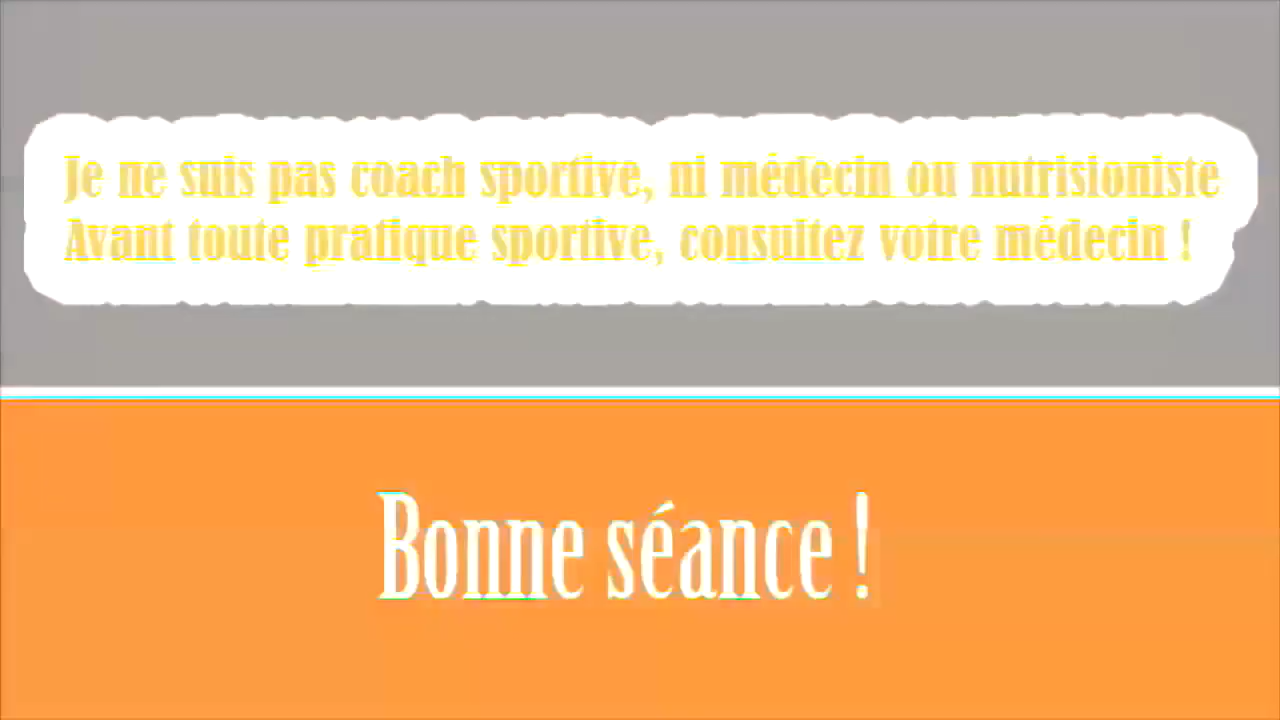 Je ne suis pas coach sportive, ni médecin ou nutrisioniste
Avant toute pratique sportive, consultez votre médecin !
Bonne séance !